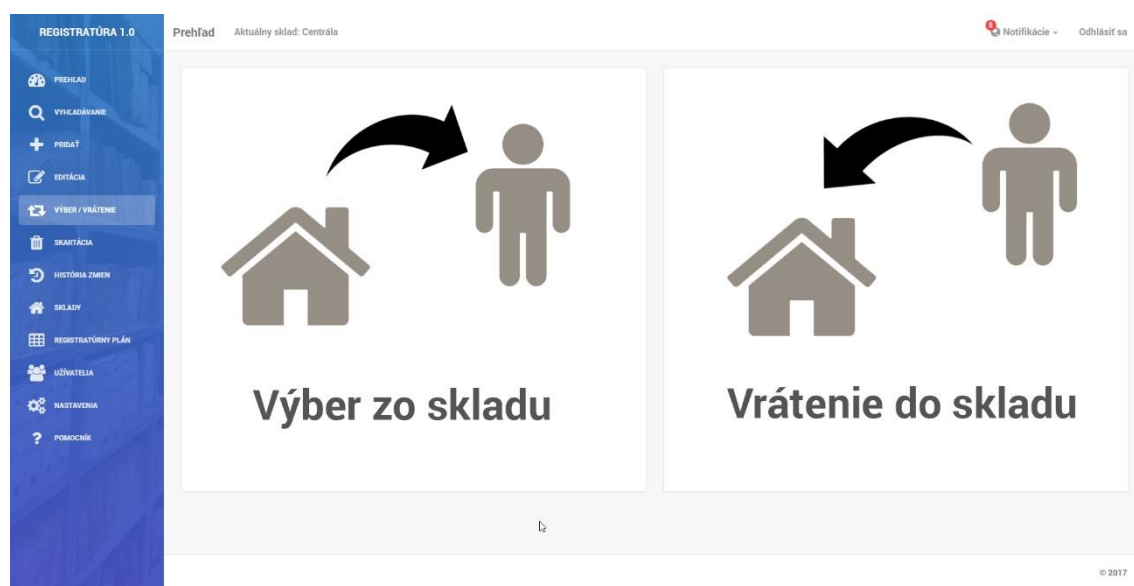 REGISTRATÚRA 1.0
Prehľad
Aktuálny sklad: Centrála
5
Notifikácie
Odhlásiť sa
PREHĽAD
VYHĽADÁVANIE
PRIDAŤ
EDITÁCIA
VÝBER / VRÁTENIE
SKARTÁCIA
HISTÓRIA ZMIEN
SKLADY
REGISTRATÚRNY PLÁN
UŽÍVATELIA
NASTAVENIA
POMOCNÍK
Výber zo skladu
Vrátenie do skladu
© 2017